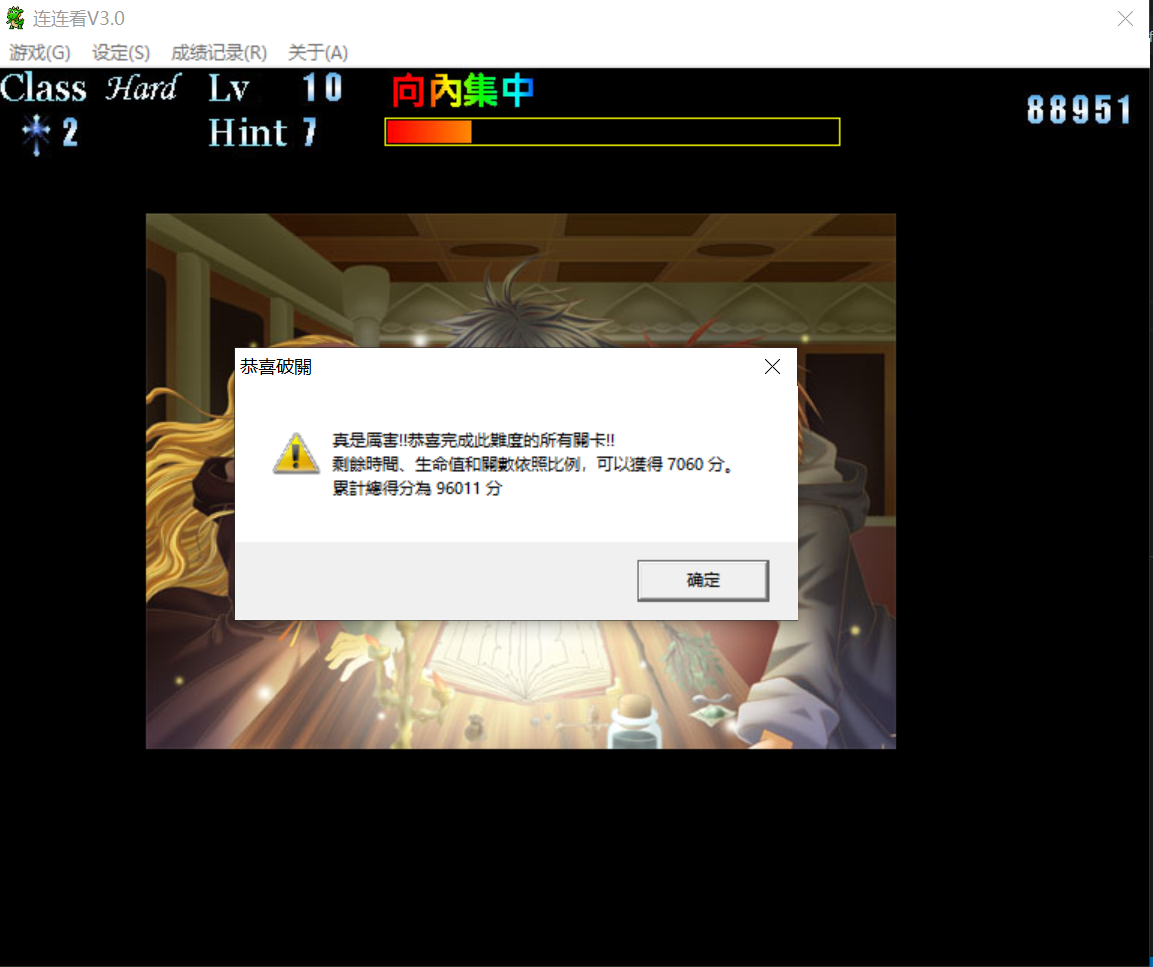 连连看V3.0
游戏(G) 设定(S) 成绩记录(R) 关于(A)
Class Hard Lv 10 向內集中
88951
2 Hint 7
恭喜破關
真是厲害!!恭喜完成此難度的所有關卡!!
剩餘時間、生命值和關數依照比例，可以獲得 7060 分。
累計總得分為 96011 分
确定